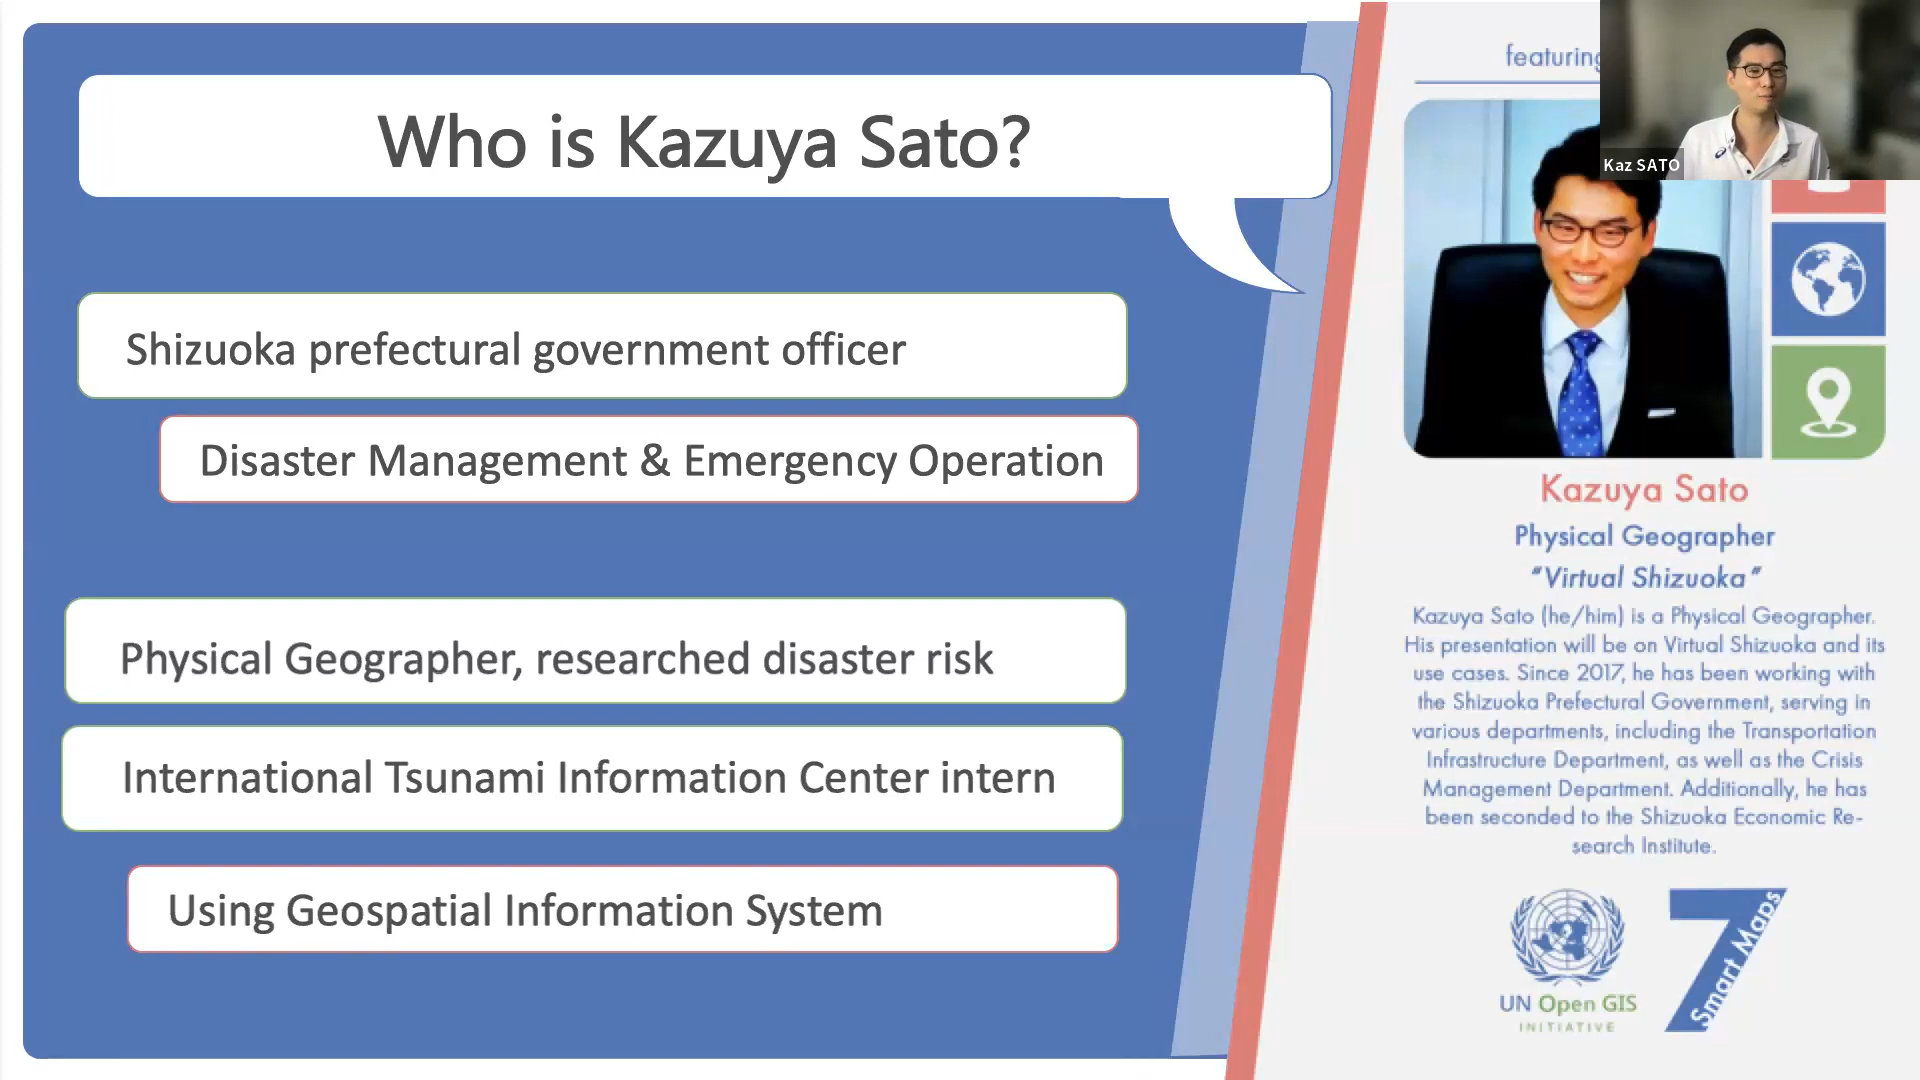 Who is Kazuya Sato?
Shizuoka prefectural government officer
Disaster Management & Emergency Operation
Physical Geographer, researched disaster risk
International Tsunami Information Center intern
Using Geospatial Information System
featuring
Kaz SATO
Kazuya Sato
Physical Geographer
“Virtual Shizuoka”
Kazuya Sato (he/him) is a Physical Geographer.
His presentation will be on Virtual Shizuoka and its
use cases. Since 2017, he has been working with
the Shizuoka Prefectural Government, serving in
various departments, including the Transportation
Infrastructure Department, as well as the Crisis
Management Department. Additionally, he has
been seconded to the Shizuoka Economic Re-
search Institute.
UN Open GIS
INITIATIVE
7
Smart Maps